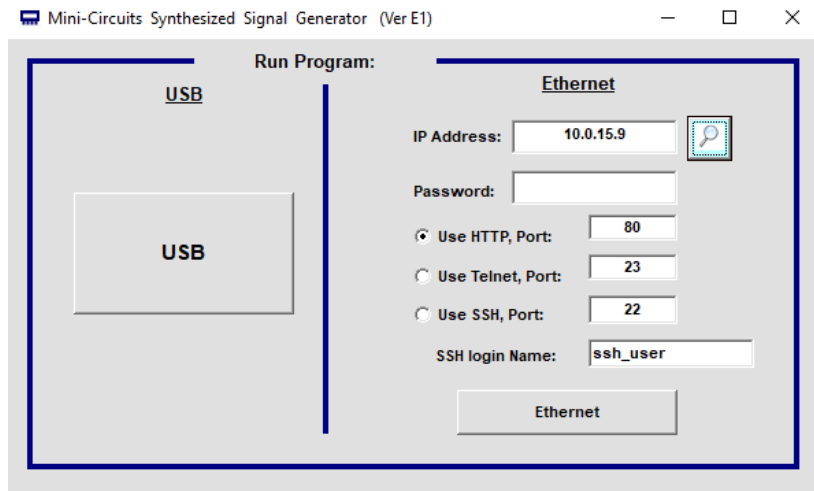 Mini-Circuits Synthesized Signal Generator (Ver E1)
Run Program:
USB
USB
Ethernet
IP Address: 10.0.15.9
Password:
Use HTTP, Port: 80
Use Telnet, Port: 23
Use SSH, Port: 22
SSH login Name: ssh_user
Ethernet